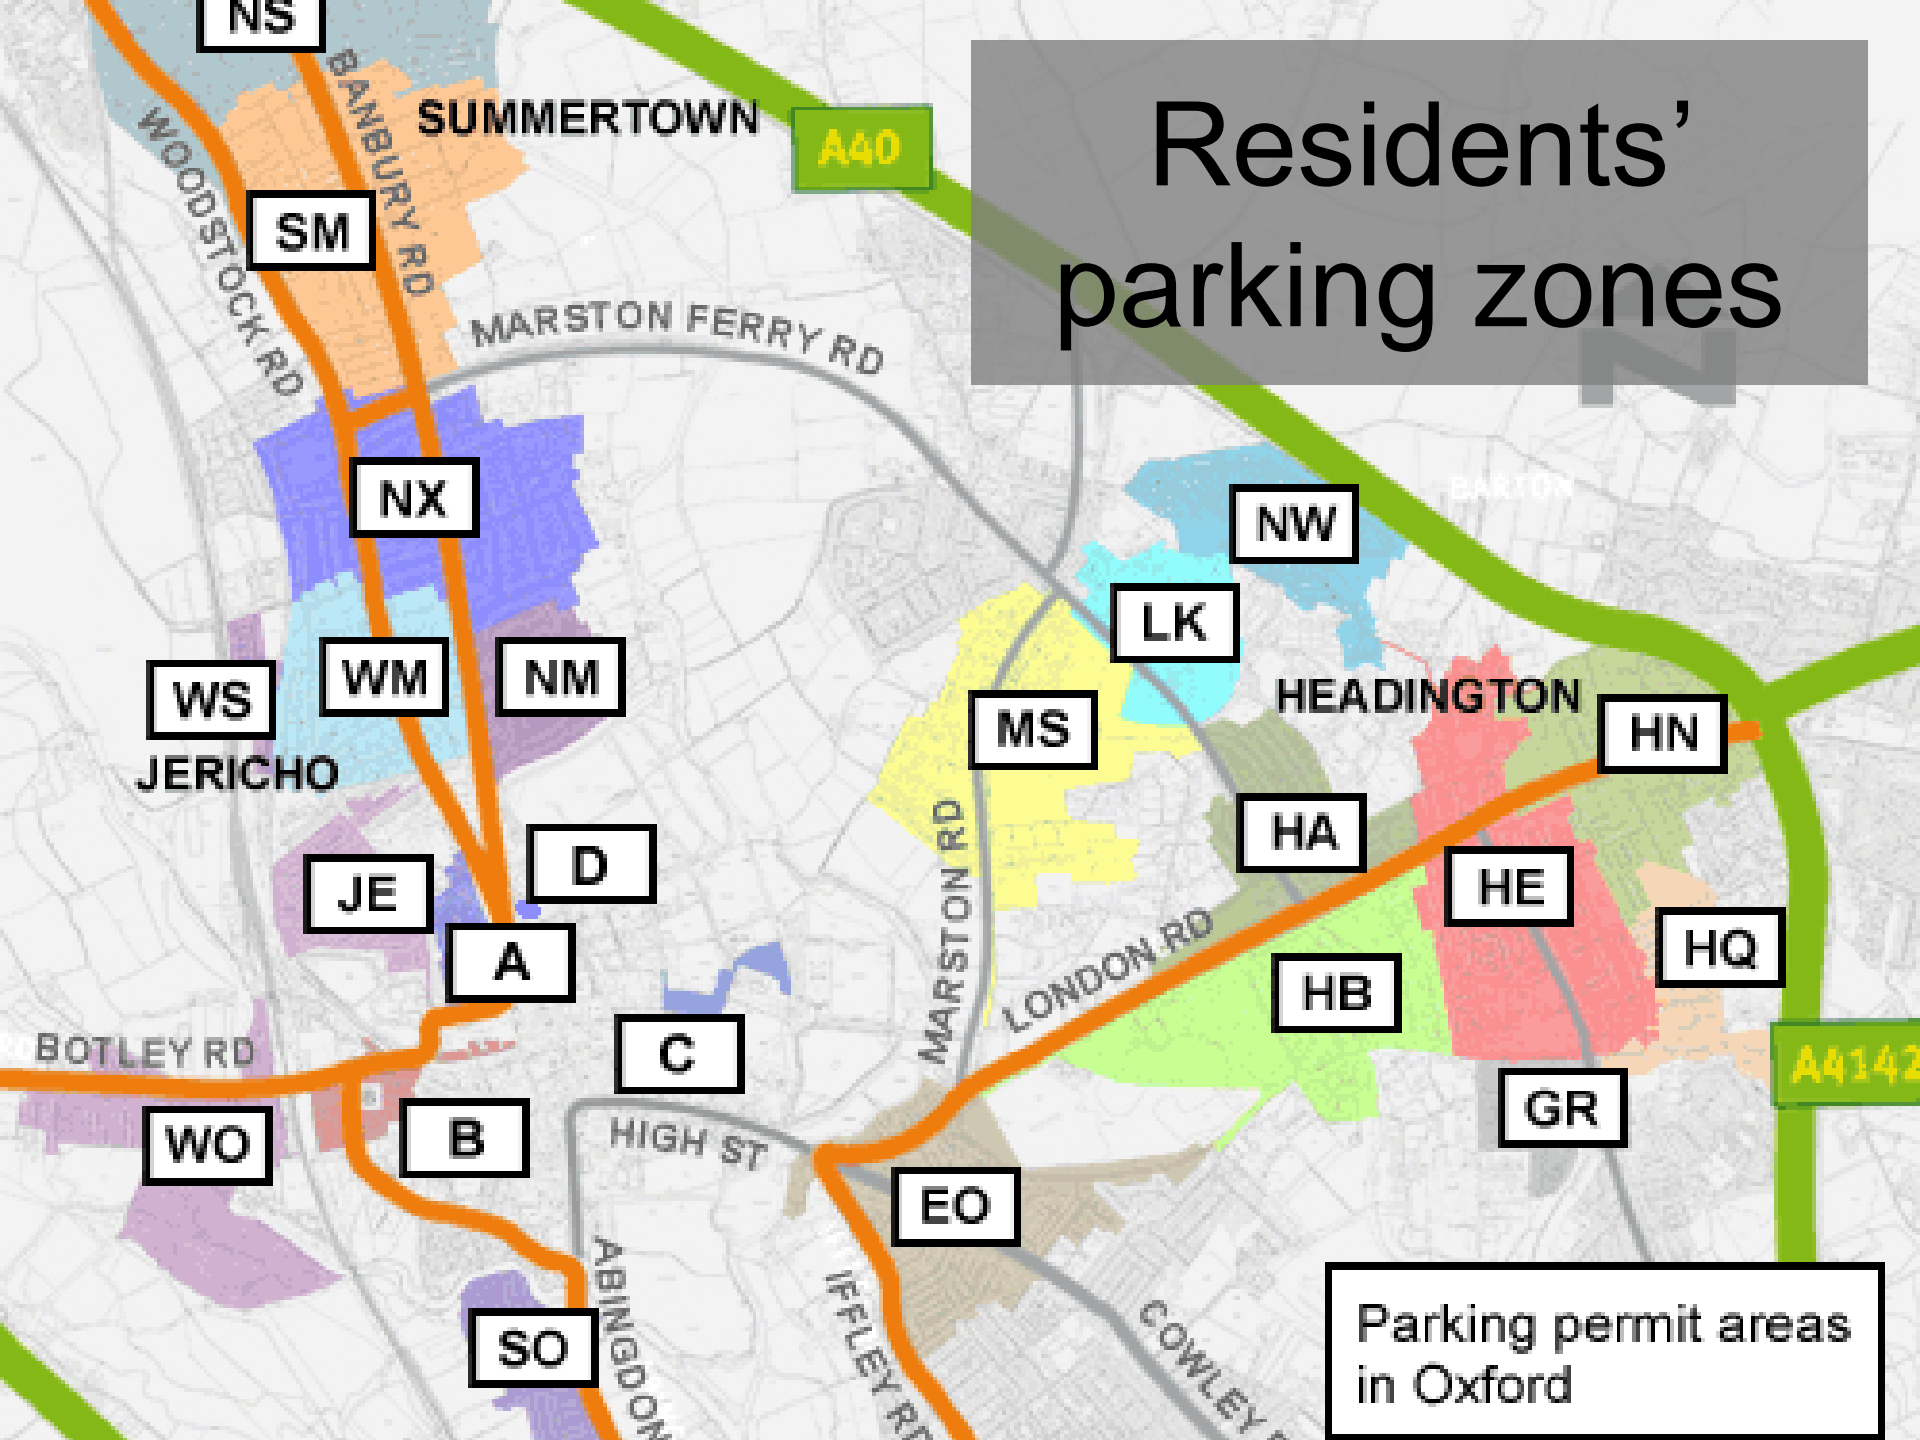 NS
BANBURY RD
SUMMERTOWN
A40
Residents'
parking zones
WOODSTOCK RD
SM
MARSTON FERRY RD
NX
NW
BARTON
LK
WS
WM
NM
MS
HEADINGTON
HN
JERICHO
HA
D
JE
HE
MARSTON RD
LONDON RD
A
HQ
HB
BOTLEY RD
C
A4142
GR
WO
B
HIGH ST
EO
ABINGDON
SO
IFFLEY RD
COWLEY
Parking permit areas
in Oxford